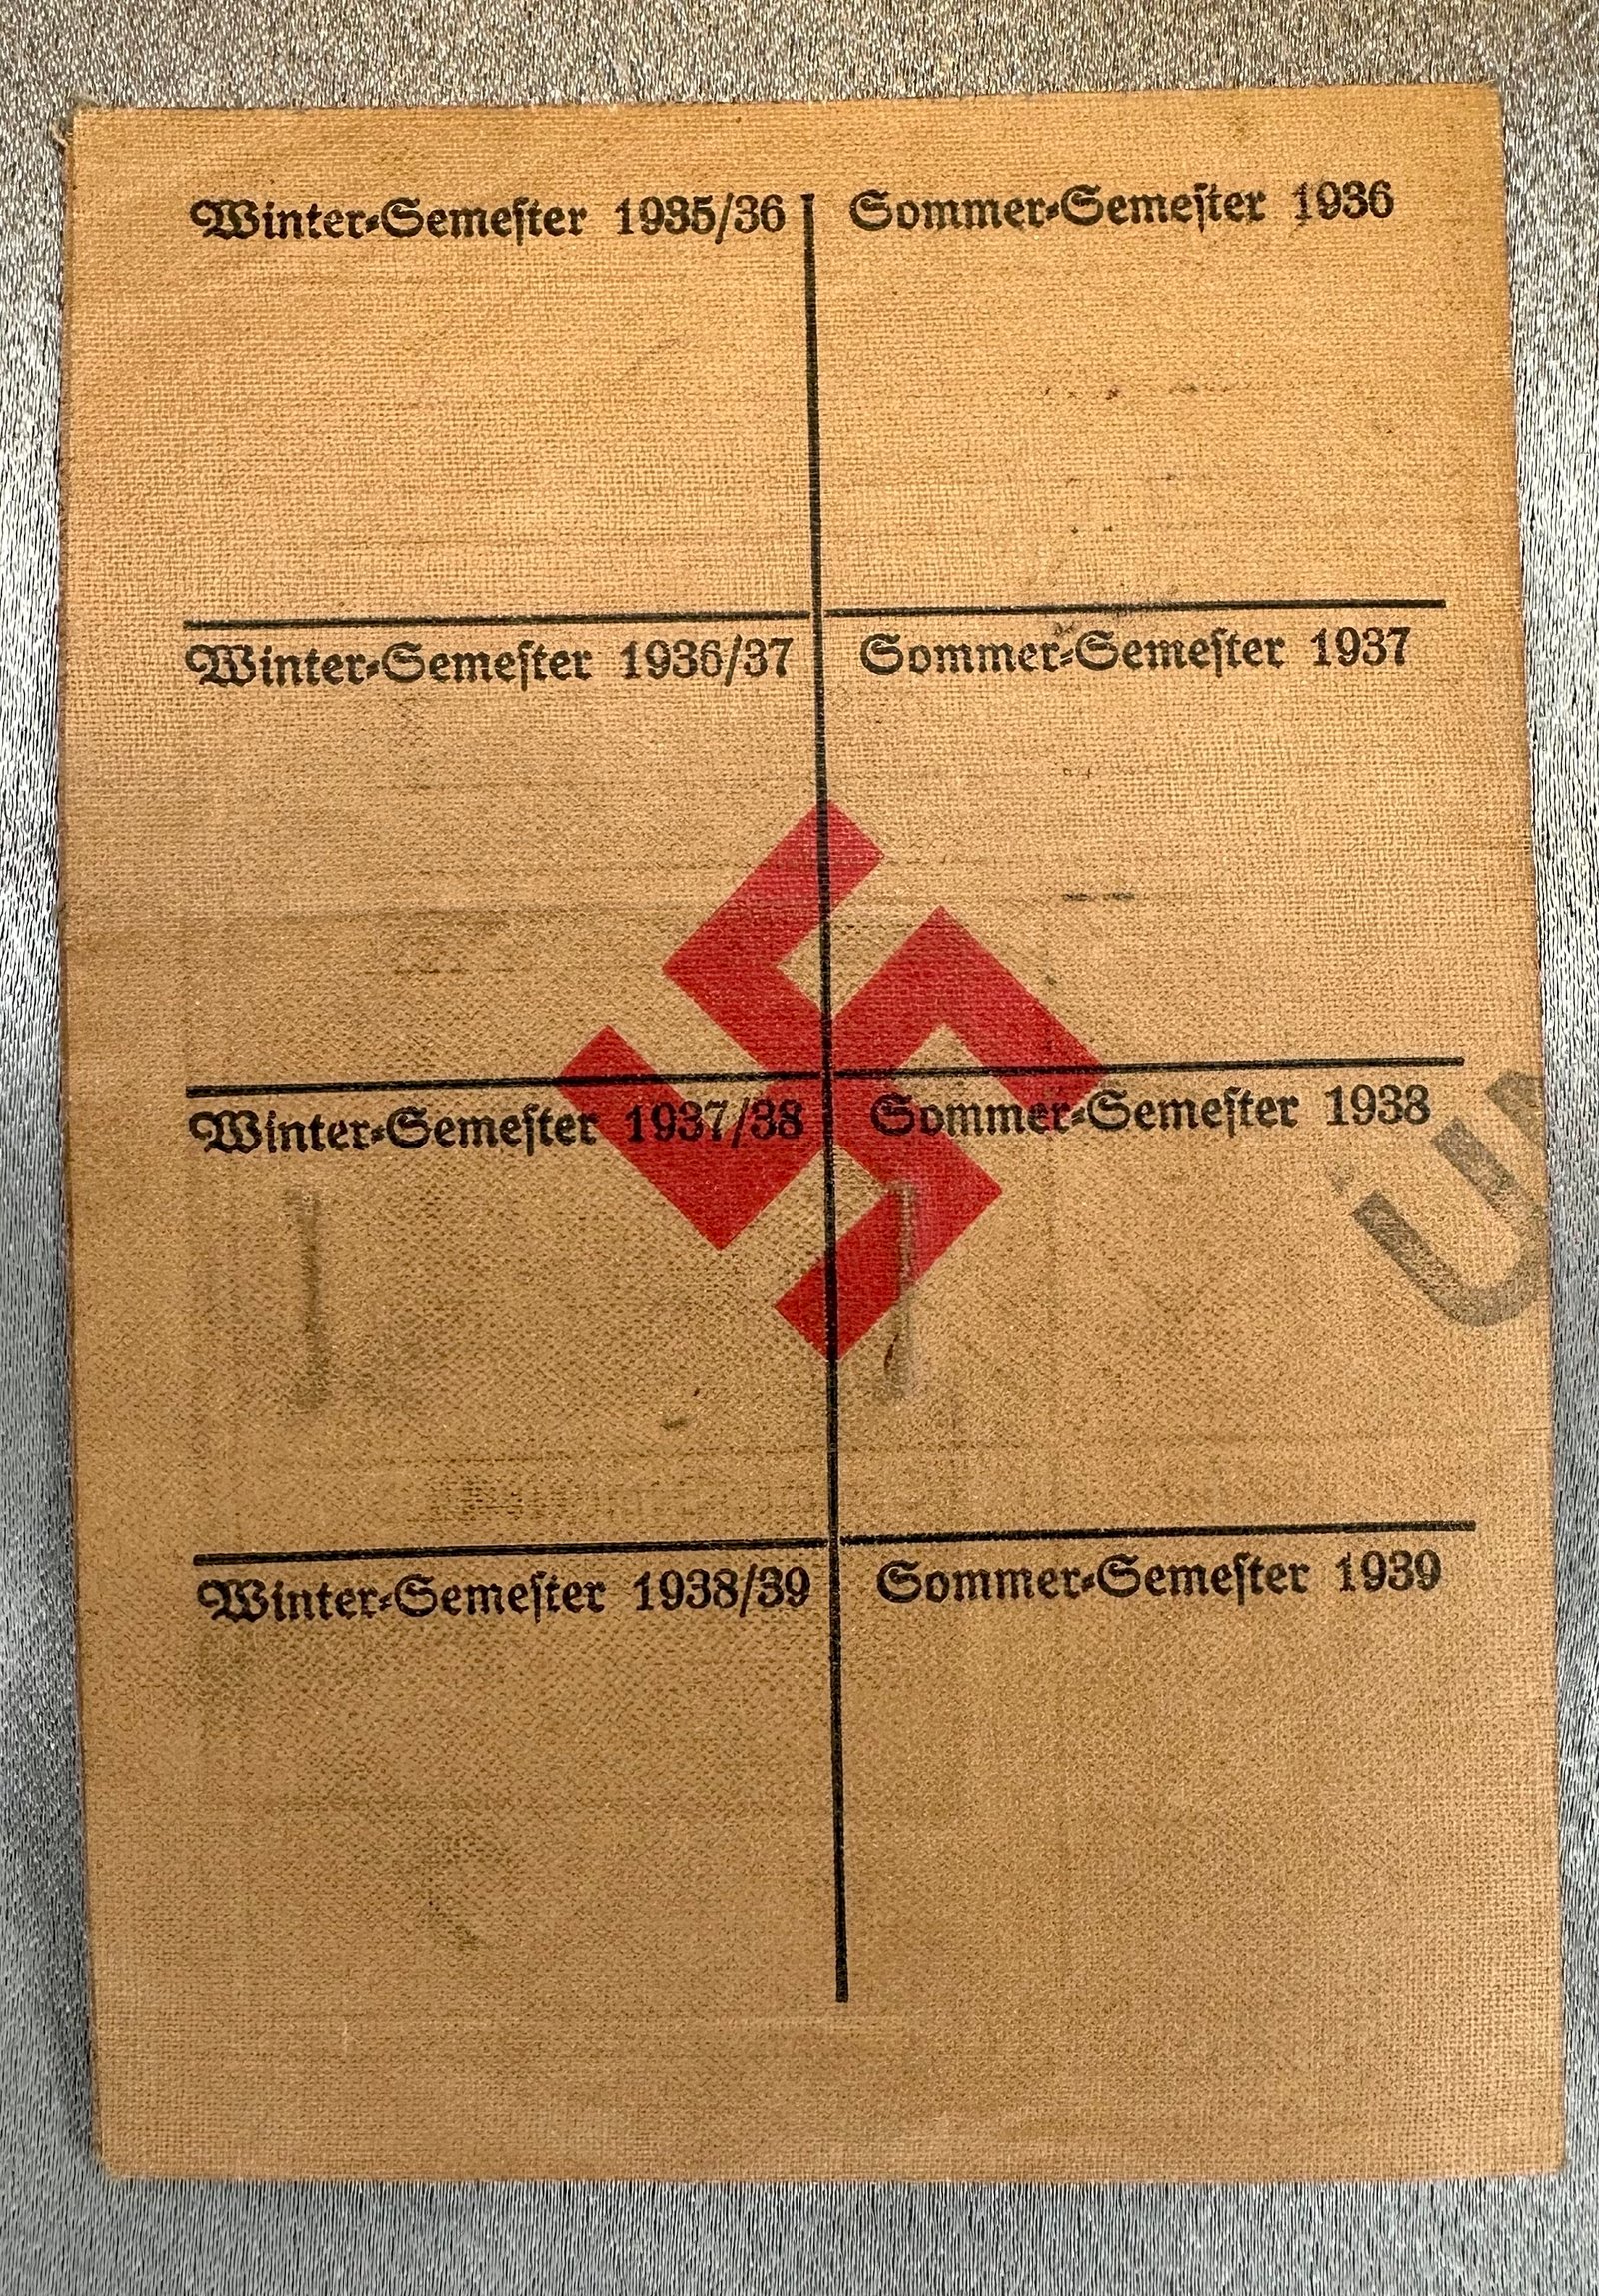 Winter-Semeſter 1935/36
Sommer-Semeſter 1936
Winter-Semeſter 1936/37
Sommer-Semeſter 1937
Winter-Semeſter 1937/38
Sommer-Semeſter 1938
Winter-Semeſter 1938/39
Sommer-Semeſter 1939